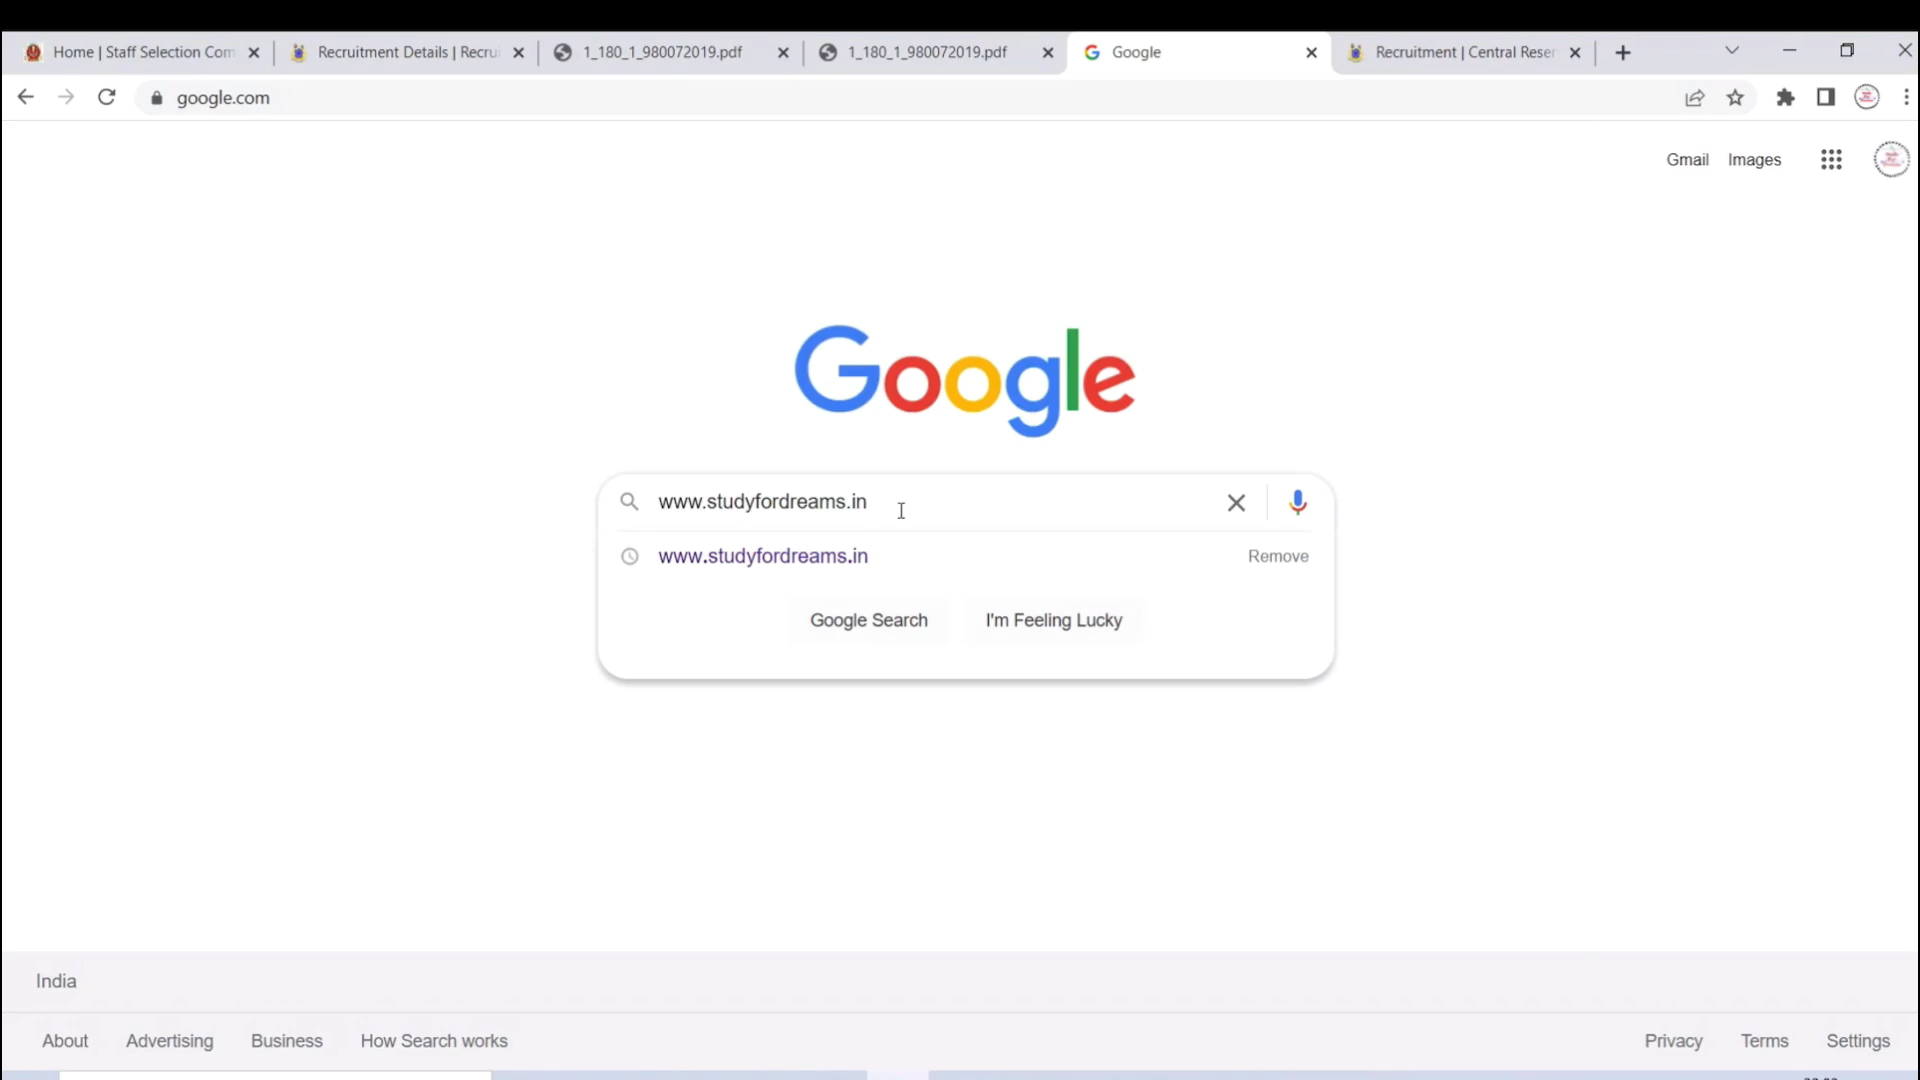 Home | Staff Selection Com
Recruitment Details | Recru
1_180_1_980072019.pdf
1_180_1_980072019.pdf
Google
Recruitment | Central Reser
google.com
Gmail
Images
Google
www.studyfordreams.in
www.studyfordreams.in
Remove
Google Search
I'm Feeling Lucky
India
About
Advertising
Business
How Search works
Privacy
Terms
Settings